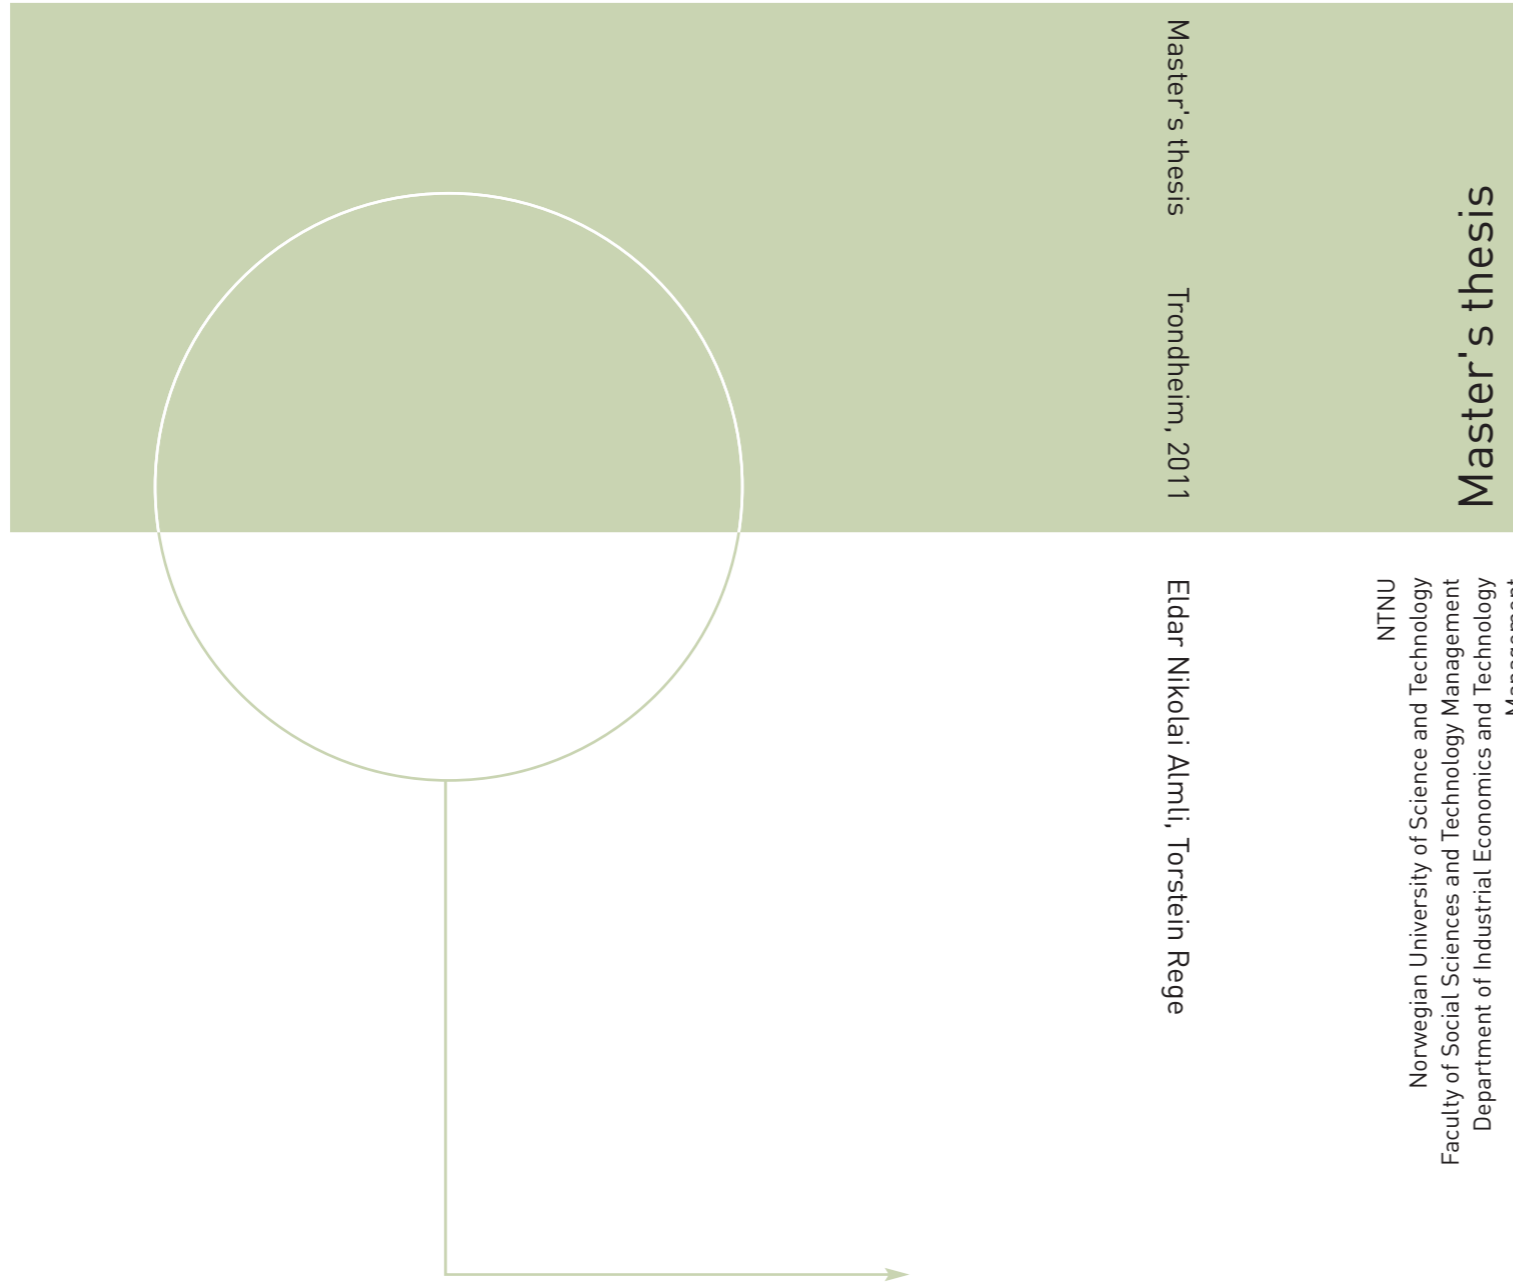 Master's thesis
Trondheim, 2011
Eldar Nikolai Almli, Torstein Rege
Master's thesis
NTNU
Norwegian University of Science and Technology
Faculty of Social Sciences and Technology Management
Department of Industrial Economics and Technology
Management